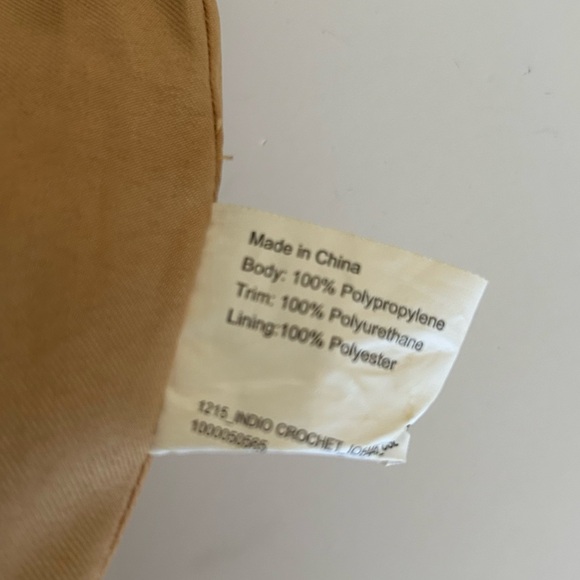 Made in China
Body: 100% Polypropylene
Trim: 100% Polyurethane
Lining:100% Polyester
1215_INDIO CROCHET
1000050565